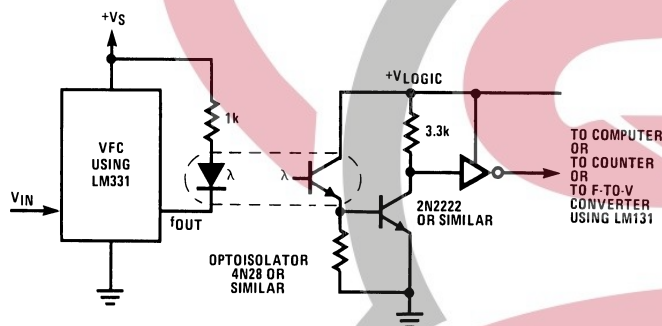 +VS
+VLOGIC
1k
3.3k
VFC
USING
LM331
λ
λ
VIN
fOUT
2N2222
OR SIMILAR
OPTOISOLATOR
4N28 OR
SIMILAR
TO COMPUTER
OR
TO COUNTER
OR
TO F-TO-V
CONVERTER
USING LM131